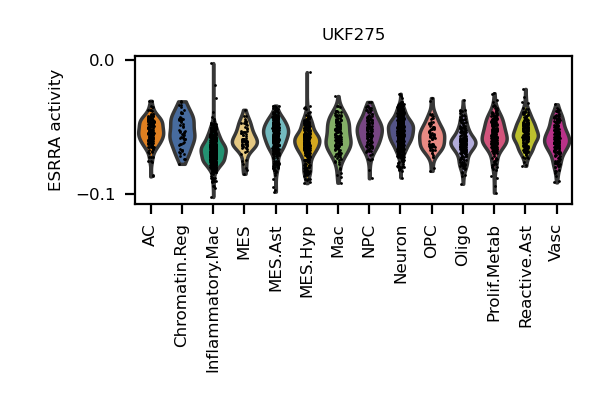 UKF275
ESRRA activity
0.0
−0.1
AC
Chromatin.Reg
Inflammatory.Mac
MES
MES.Ast
MES.Hyp
Mac
NPC
Neuron
OPC
Oligo
Prolif.Metab
Reactive.Ast
Vasc